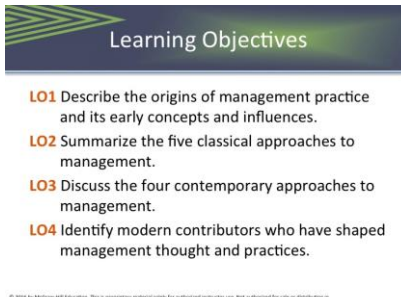 Learning Objectives
LO1 Describe the origins of management practice
and its early concepts and influences.
LO2 Summarize the five classical approaches to
management.
LO3 Discuss the four contemporary approaches to
management.
LO4 Identify modern contributors who have shaped
management thought and practices.